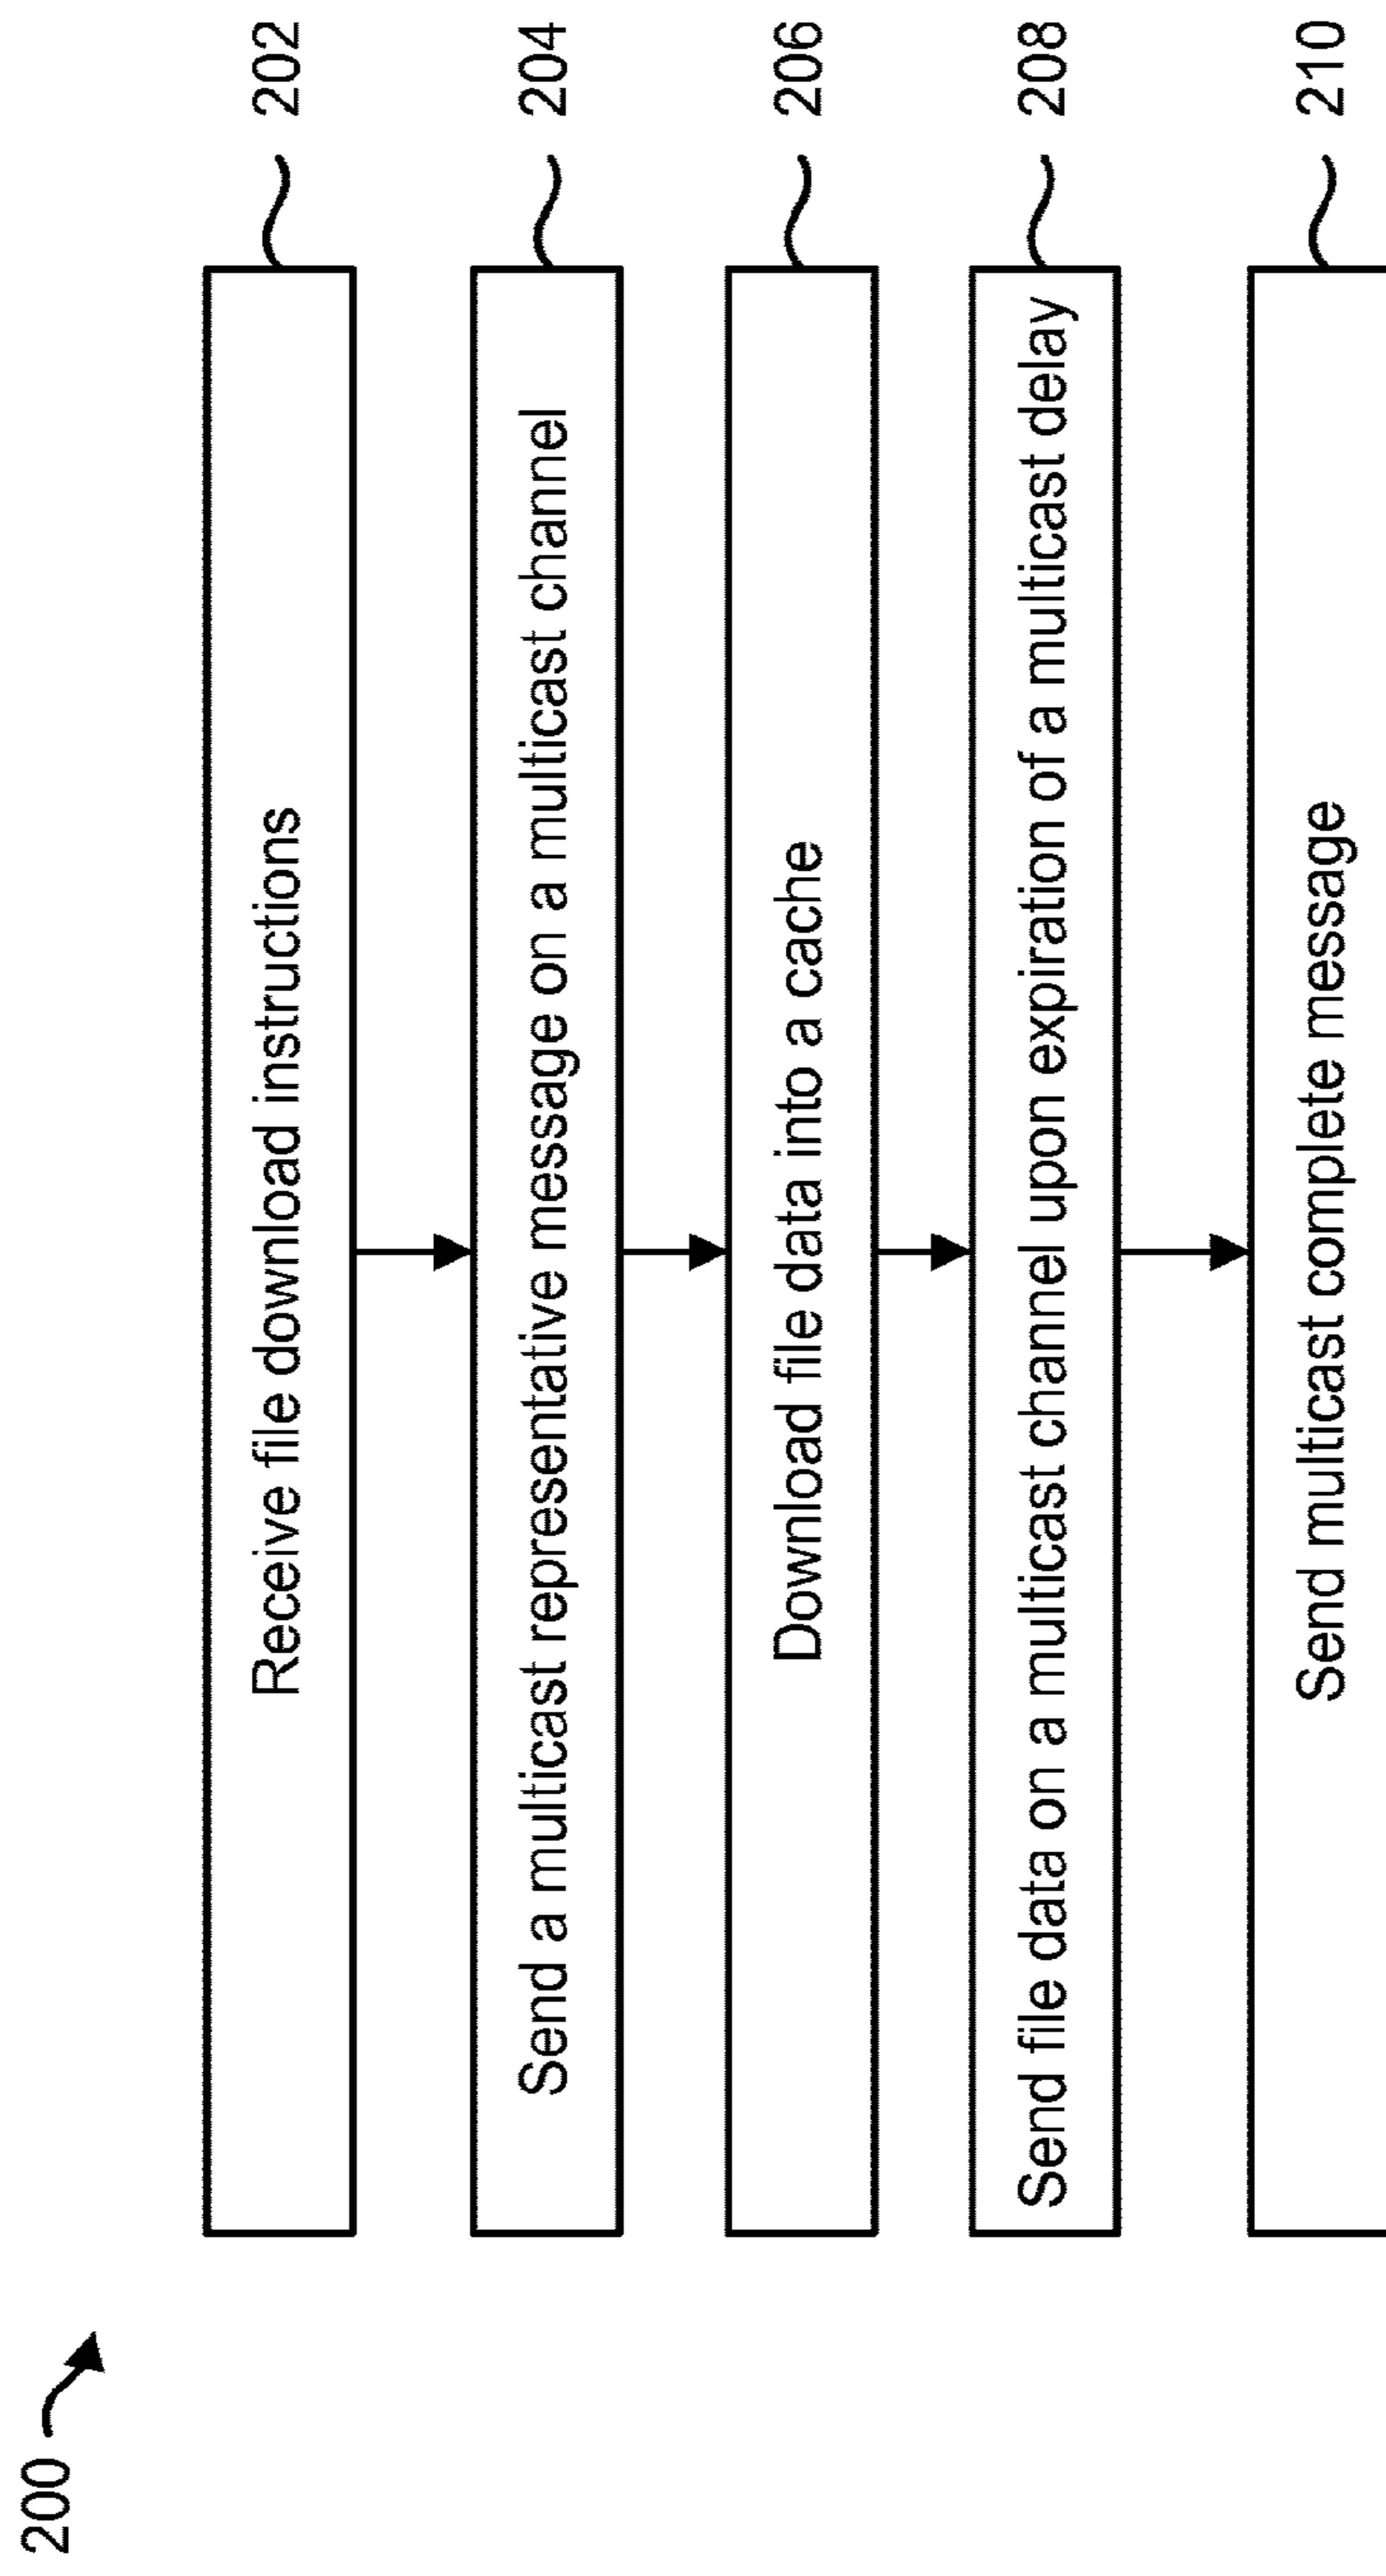 200
Receive file download instructions
202
Send a multicast representative message on a multicast channel
204
Download file data into a cache
206
Send file data on a multicast channel upon expiration of a multicast delay
208
Send multicast complete message
210